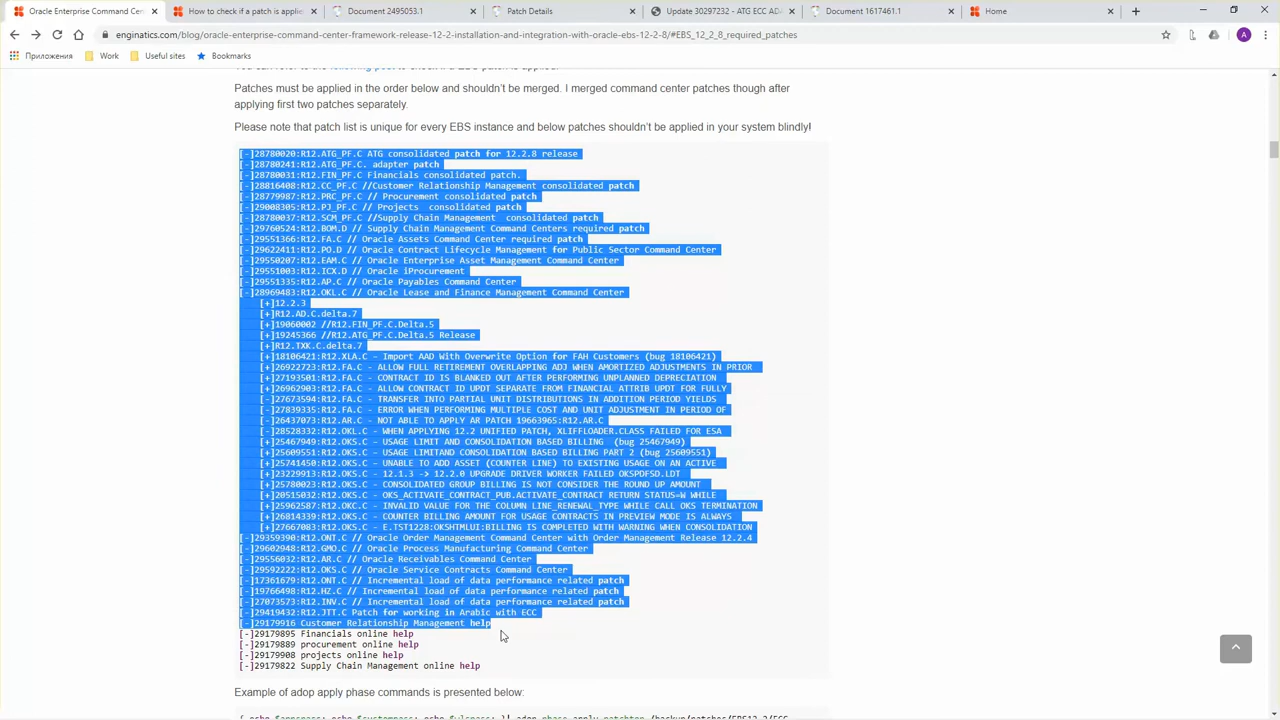 Oracle Enterprise Command Cente
How to check if a patch is applie
Document 2495053.1
Patch Details
Update 30297232 - ATG ECC ADV
Document 1617461.1
Home
enginatics.com/blog/oracle-enterprise-command-center-framework-release-12-2-installation-and-integration-with-oracle-ebs-12-2-8/#EBS_12_2_8_required_patches
A
Приложения
Work
Useful sites
Bookmarks
Patches must be applied in the order below and shouldn't be merged. I merged command center patches though after
applying first two patches separately.
Please note that patch list is unique for every EBS instance and below patches shouldn't be applied in your system blindly!
[-]28780020:R12.ATG_PF.C ATG consolidated patch for 12.2.8 release
[-]28780241:R12.ATG_PF.C. adapter patch
[-]28780031:R12.FIN_PF.C Financials consolidated patch.
[-]28816408:R12.CC_PF.C //Customer Relationship Management consolidated patch
[-]28779987:R12.PRC_PF.C // Procurement consolidated patch
[-]29008305:R12.PJ_PF.C // Projects  consolidated patch
[-]28780037:R12.SCM_PF.C //Supply Chain Management  consolidated patch
[-]29760524:R12.BOM.D // Supply Chain Management Command Centers required patch
[-]29551366:R12.FA.C // Oracle Assets Command Center required patch
[-]29622411:R12.PO.D // Oracle Contract Lifecycle Management for Public Sector Command Center
[-]29550207:R12.EAM.C // Oracle Enterprise Asset Management Command Center
[-]29551003:R12.ICX.D // Oracle iProcurement
[-]29551335:R12.AP.C // Oracle Payables Command Center
[-]28969483:R12.OKL.C // Oracle Lease and Finance Management Command Center
[+]12.2.3
[+]R12.AD.C.delta.7
[+]19060002 //R12.FIN_PF.C.Delta.5
[+]19245366 //R12.ATG_PF.C.Delta.5 Release
[+]R12.TXK.C.delta.7
[+]18106421:R12.XLA.C - Import AAD With Overwrite Option for FAH Customers (bug 18106421)
[+]26922723:R12.FA.C - ALLOW FULL RETIREMENT OVERLAPPING ADJ WHEN AMORTIZED ADJUSTMENTS IN PRIOR
[+]27193501:R12.FA.C - CONTRACT ID IS BLANKED OUT AFTER PERFORMING UNPLANNED DEPRECIATION
[+]26962903:R12.FA.C - ALLOW CONTRACT ID UPDT SEPARATE FROM FINANCIAL ATTRIB UPDT FOR FULLY
[-]27673594:R12.FA.C - TRANSFER INTO PARTIAL UNIT DISTRIBUTIONS IN ADDITION PERIOD YIELDS
[-]27839335:R12.FA.C - ERROR WHEN PERFORMING MULTIPLE COST AND UNIT ADJUSTMENT IN PERIOD OF
[-]26437073:R12.AR.C - NOT ABLE TO APPLY AR PATCH 19663965:R12.AR.C
[-]28528332:R12.OKL.C - WHEN APPLYING 12.2 UNIFIED PATCH, XLIFFLOADER.CLASS FAILED FOR ESA
[+]25467949:R12.OKS.C - USAGE LIMIT AND CONSOLIDATION BASED BILLING  (bug 25467949)
[+]25609551:R12.OKS.C - USAGE LIMITAND CONSOLIDATION BASED BILLING PART 2 (bug 25609551)
[+]25741450:R12.OKS.C - UNABLE TO ADD ASSET (COUNTER LINE) TO EXISTING USAGE ON AN ACTIVE
[+]23229913:R12.OKS.C - 12.1.3 -> 12.2.0 UPGRADE DRIVER WORKER FAILED OKSPDFSD.LDT
[+]25780023:R12.OKS.C - CONSOLIDATED GROUP BILLING IS NOT CONSIDER THE ROUND UP AMOUNT
[+]20515032:R12.OKS.C - OKS_ACTIVATE_CONTRACT_PUB.ACTIVATE_CONTRACT RETURN STATUS=W WHILE
[+]25962587:R12.OKC.C - INVALID VALUE FOR THE COLUMN LINE_RENEWAL_TYPE WHILE CALL OKS TERMINATION
[+]26814339:R12.OKS.C - COUNTER BILLING AMOUNT FOR USAGE CONTRACTS IN PREVIEW MODE IS ALWAYS
[+]27667083:R12.OKS.C - E.TST1228:OKSHTMLUI:BILLING IS COMPLETED WITH WARNING WHEN CONSOLIDATION
[-]29359390:R12.ONT.C // Oracle Order Management Command Center with Order Management Release 12.2.4
[-]29602948:R12.GMO.C // Oracle Process Manufacturing Command Center
[-]29556032:R12.AR.C // Oracle Receivables Command Center
[-]29592222:R12.OKS.C // Oracle Service Contracts Command Center
[-]17361679:R12.ONT.C // Incremental load of data performance related patch
[-]19766498:R12.HZ.C // Incremental load of data performance related patch
[-]27073573:R12.INV.C // Incremental load of data performance related patch
[-]29419432:R12.JTT.C Patch for working in Arabic with ECC
[-]29179916 Customer Relationship Management help
[-]29179895 Financials online help
[-]29179889 procurement online help
[-]29179908 projects online help
[-]29179822 Supply Chain Management online help
Example of adop apply phase commands is presented below: